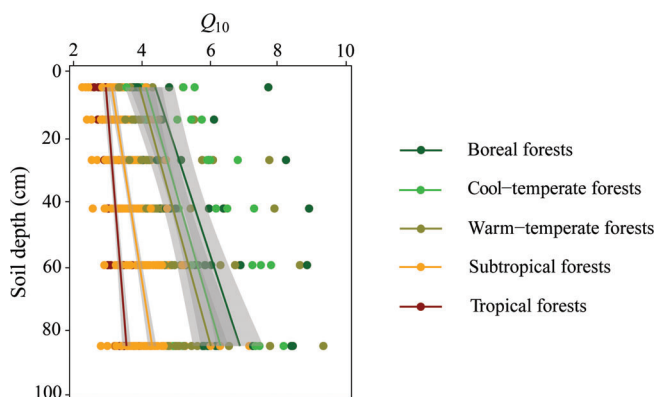 Q10
2 4 6 8 10
0
20
40
60
80
100
Soil depth (cm)
Boreal forests
Cool−temperate forests
Warm−temperate forests
Subtropical forests
Tropical forests